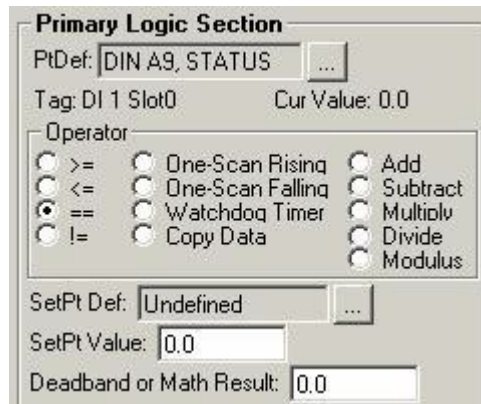 Primary Logic Section
PtDef: DIN A9, STATUS ...
Tag: DI 1 Slot0 Cur Value: 0.0
Operator
>= One-Scan Rising Add
<= One-Scan Falling Subtract
== Watchdog Timer Multiply
!= Copy Data Divide
Modulus
SetPt Def: Undefined ...
SetPt Value: 0.0
Deadband or Math Result: 0.0